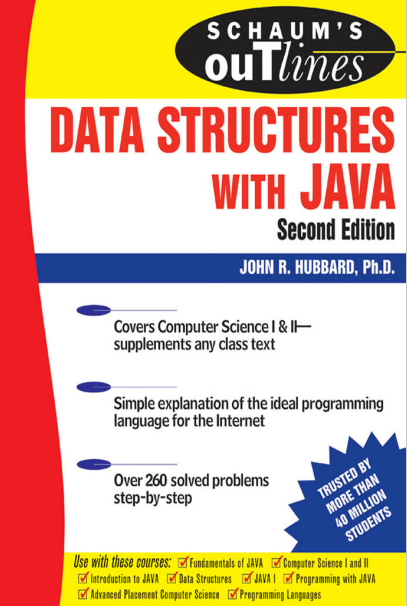 SCHAUM'S
ouTlines
DATA STRUCTURES
WITH JAVA
Second Edition
JOHN R. HUBBARD, Ph.D.
Covers Computer Science I & II—
supplements any class text
Simple explanation of the ideal programming
language for the Internet
Over 260 solved problems
step-by-step
TRUSTED BY
MORE THAN
40 MILLION
STUDENTS
Use with these courses: ☑ Fundamentals of JAVA ☑ Computer Science I and II
☑ Introduction to JAVA ☑ Data Structures ☑ JAVA I ☑ Programming with JAVA
☑ Advanced Placement Computer Science ☑ Programming Languages